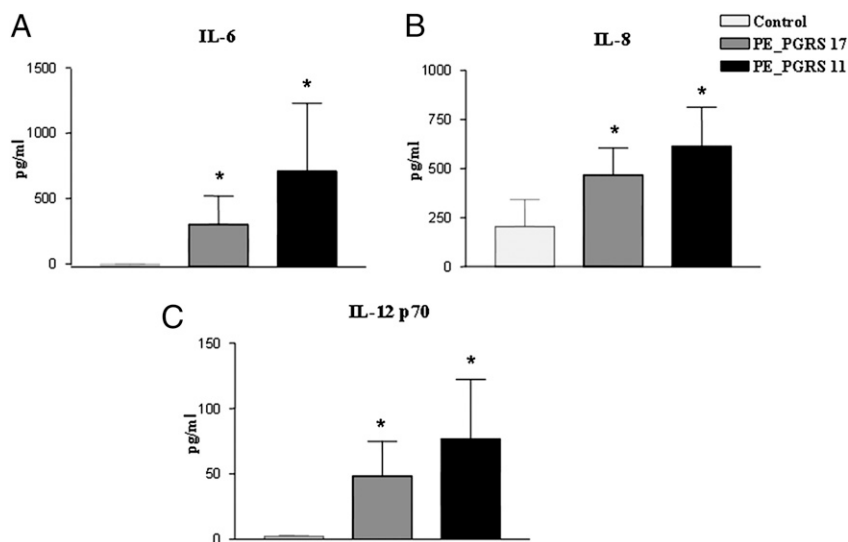 A
IL-6
1500
1000
500
0
pg/ml
*
*
B
IL-8
1000
750
500
250
0
pg/ml
*
*
Control
PE_PGRS 17
PE_PGRS 11
C
IL-12 p70
150
100
50
0
pg/ml
*
*